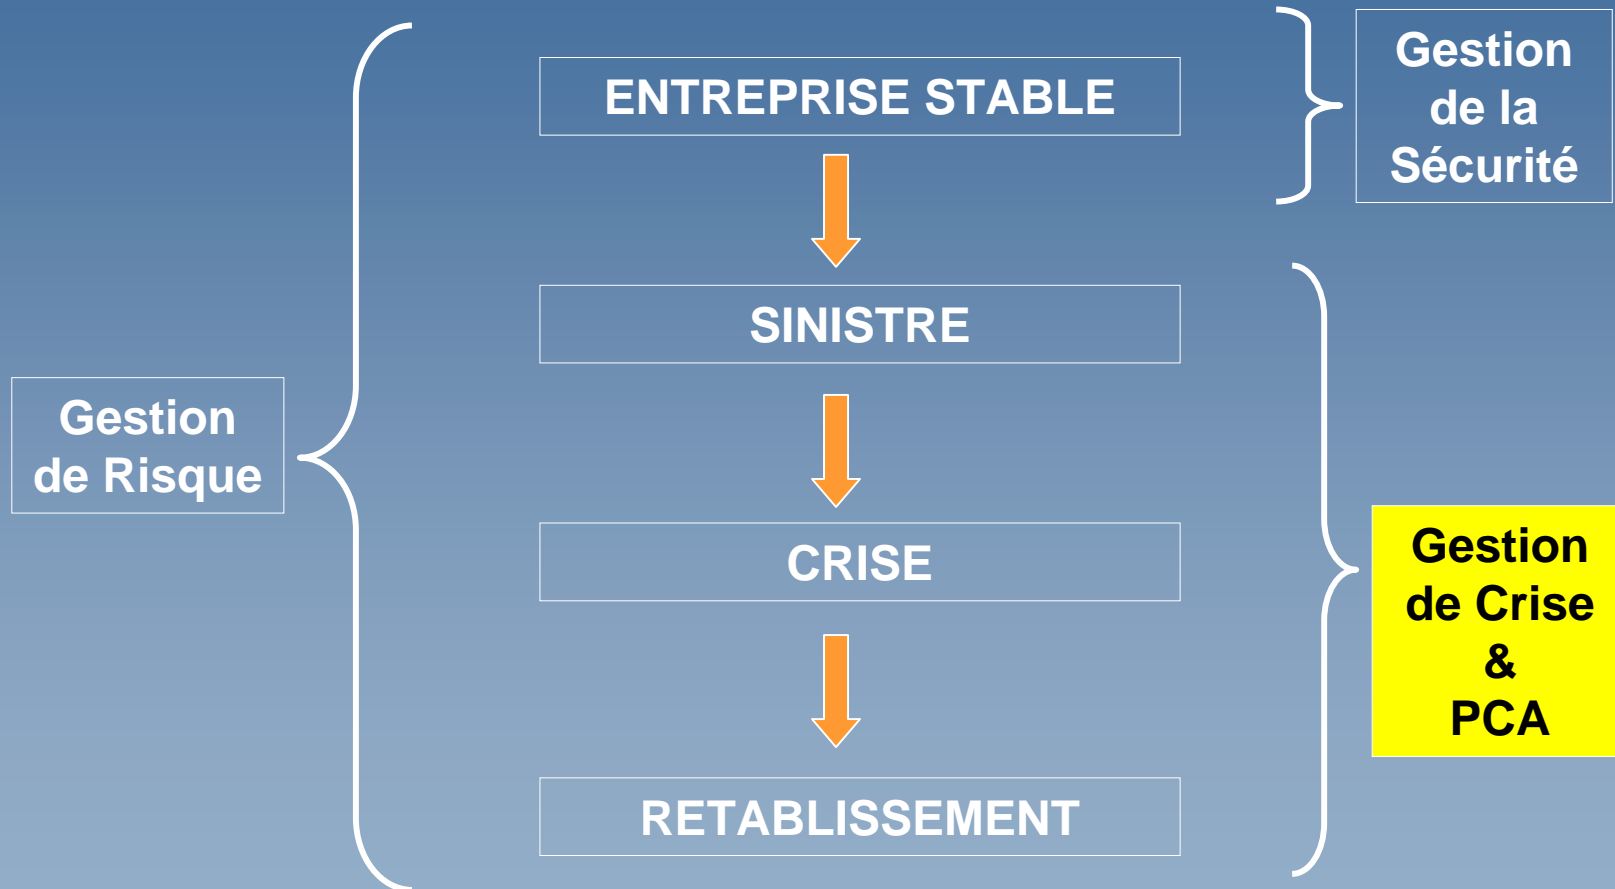 ENTREPRISE STABLE
Gestion
de la
Sécurité
SINISTRE
Gestion
de Risque
CRISE
Gestion
de Crise
&
PCA
RETABLISSEMENT